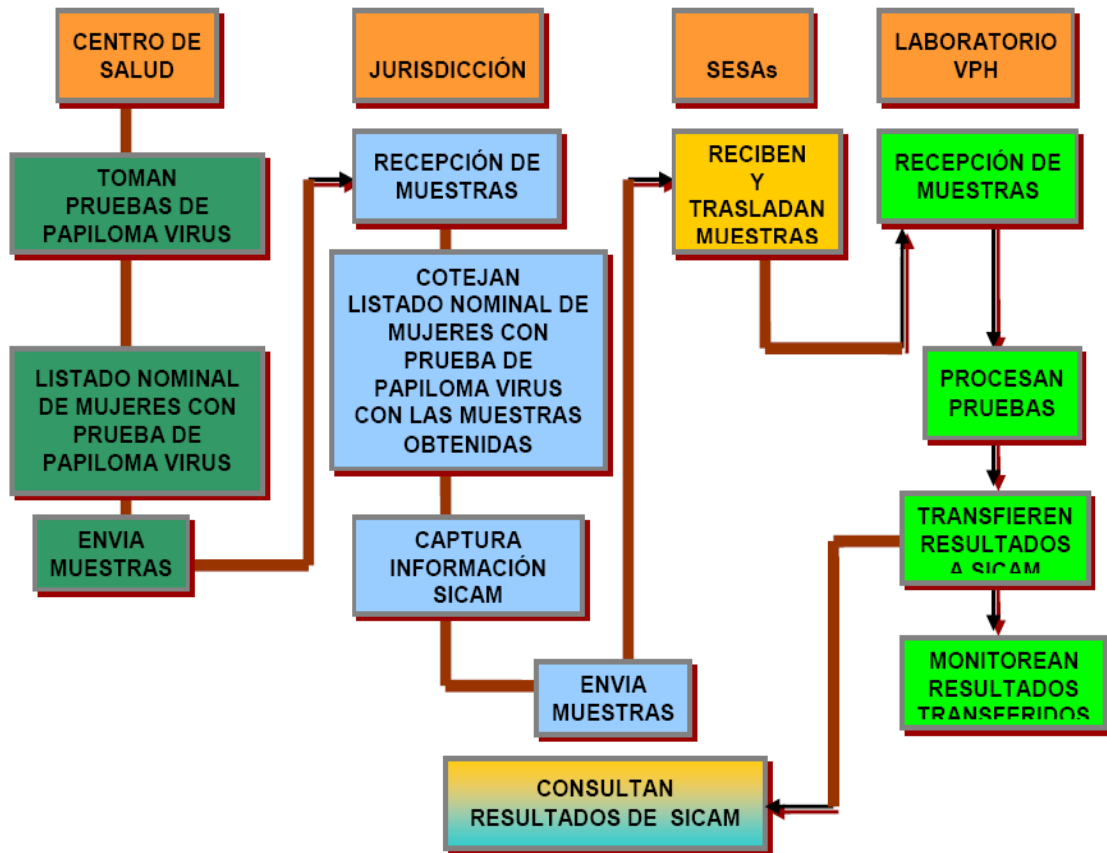 CENTRO DE
SALUD
TOMAN
PRUEBAS DE
PAPILOMA VIRUS
LISTADO NOMINAL
DE MUJERES CON
PRUEBA DE
PAPILOMA VIRUS
ENVIA
MUESTRAS
JURISDICCIÓN
RECEPCIÓN DE
MUESTRAS
COTEJAN
LISTADO NOMINAL DE
MUJERES CON
PRUEBA DE
PAPILOMA VIRUS
CON LAS MUESTRAS
OBTENIDAS
CAPTURA
INFORMACIÓN
SICAM
ENVIA
MUESTRAS
SESAs
RECIBEN
Y
TRASLADAN
MUESTRAS
LABORATORIO
VPH
RECEPCIÓN DE
MUESTRAS
PROCESAN
PRUEBAS
TRANSFIEREN
RESULTADOS
A SICAM
MONITOREAN
RESULTADOS
TRANSFERIDOS
CONSULTAN
RESULTADOS DE SICAM